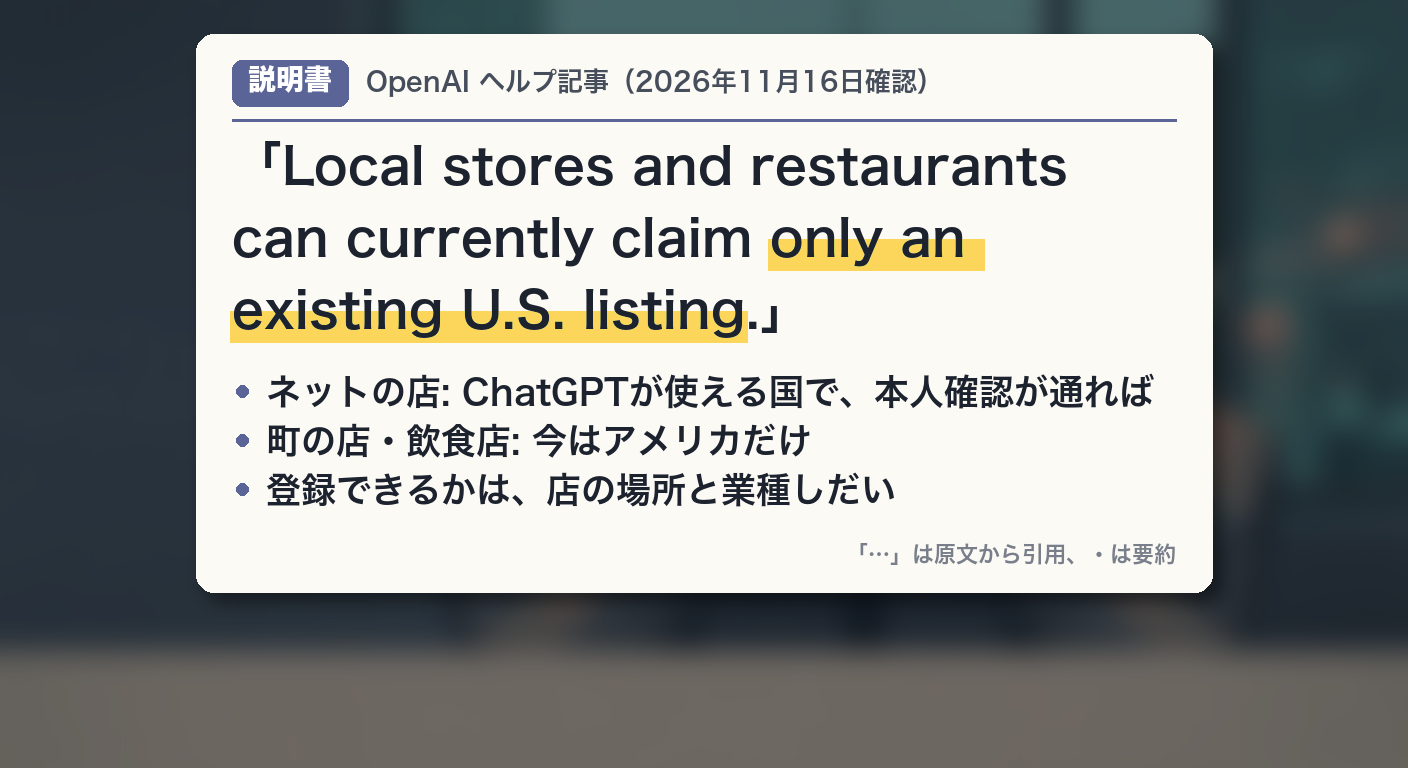 説明書 OpenAI ヘルプ記事（2026年11月16日確認）
「Local stores and restaurants
can currently claim only an
existing U.S. listing.」
• ネットの店: ChatGPTが使える国で、本人確認が通れば
• 町の店・飲食店: 今はアメリカだけ
• 登録できるかは、店の場所と業種しだい
「…」は原文から引用、・は要約